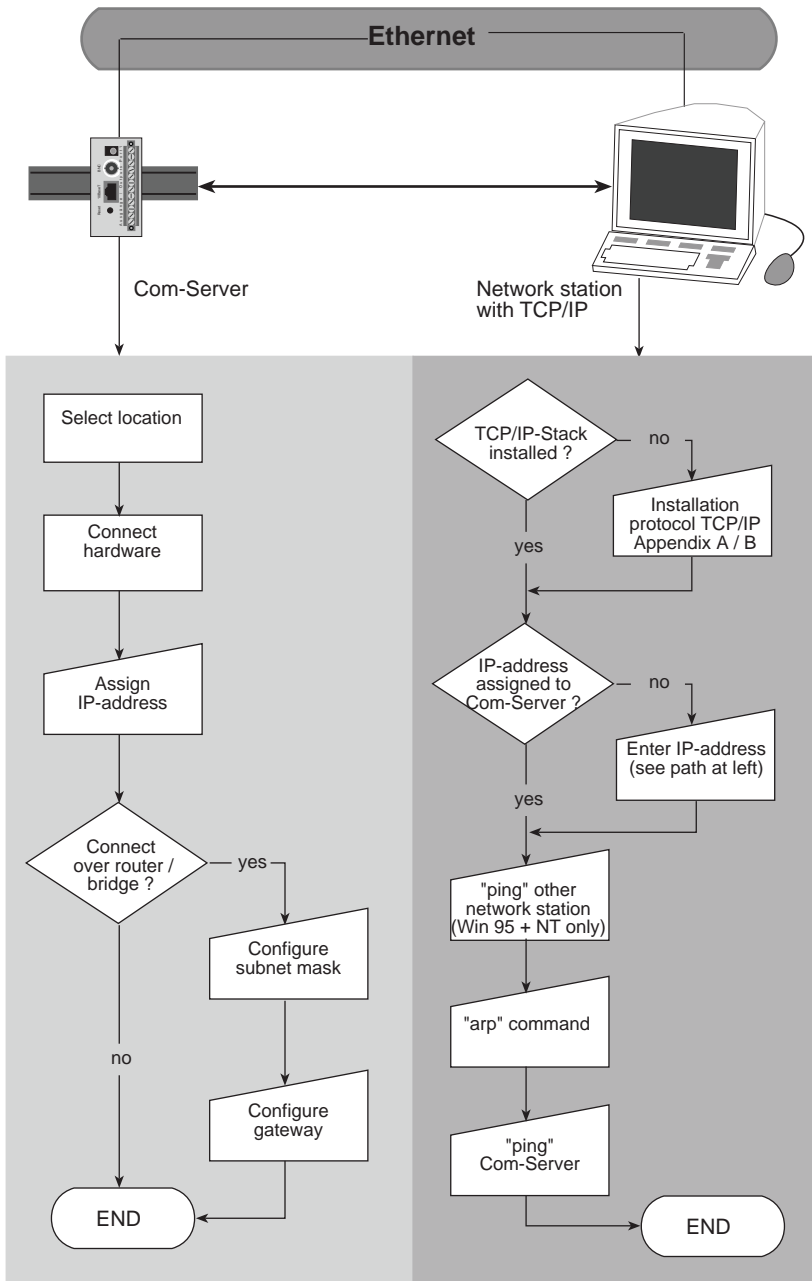 Ethernet
Com-Server
Network station
with TCP/IP
Select location
Connect
hardware
Assign
IP-address
Connect
over router /
bridge ?
yes
no
Configure
subnet mask
Configure
gateway
END
TCP/IP-Stack
installed ?
no
yes
Installation
protocol TCP/IP
Appendix A / B
IP-address
assigned to
Com-Server ?
no
yes
Enter IP-address
(see path at left)
"ping" other
network station
(Win 95 + NT only)
"arp" command
"ping"
Com-Server
END